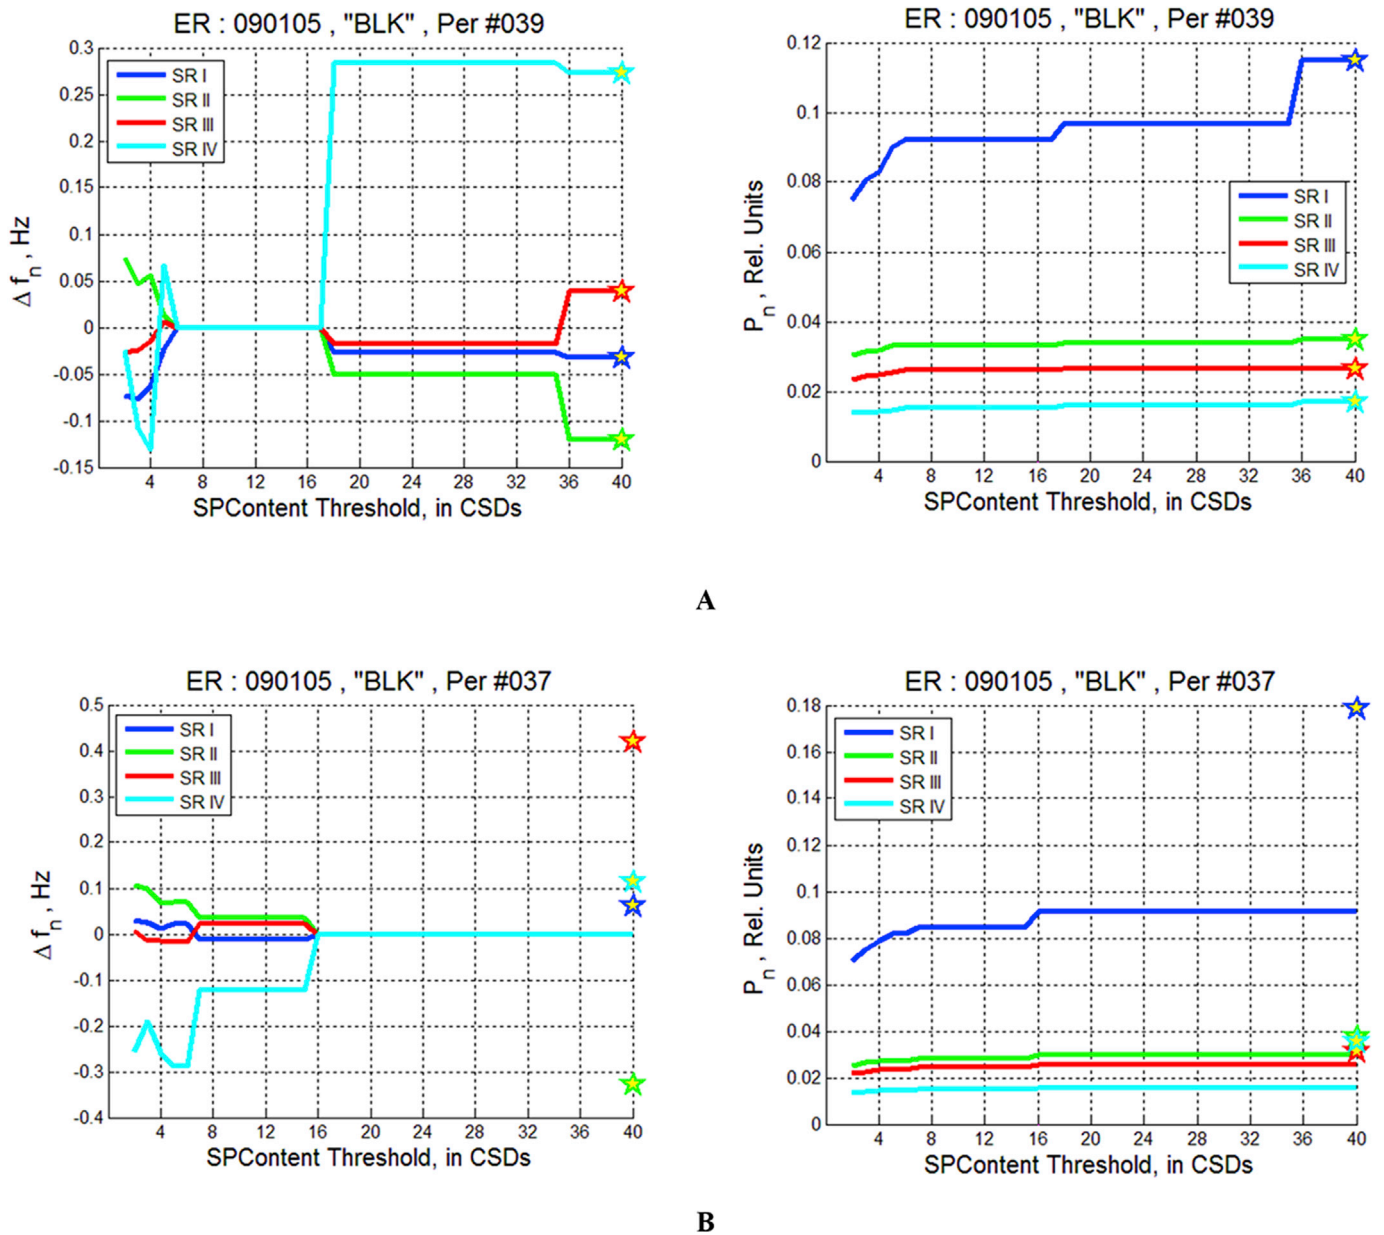 ER : 090105 , "BLK" , Per #039
0.3
0.25
0.2
0.15
0.1
0.05
0
-0.05
-0.1
-0.15
Δ fn , Hz
SR I
SR II
SR III
SR IV
4 8 12 16 20 24 28 32 36 40
SPContent Threshold, in CSDs
ER : 090105 , "BLK" , Per #039
0.12
0.1
0.08
0.06
0.04
0.02
0
Pn , Rel. Units
SR I
SR II
SR III
SR IV
4 8 12 16 20 24 28 32 36 40
SPContent Threshold, in CSDs
A
ER : 090105 , "BLK" , Per #037
0.5
0.4
0.3
0.2
0.1
0
-0.1
-0.2
-0.3
-0.4
Δ fn , Hz
SR I
SR II
SR III
SR IV
4 8 12 16 20 24 28 32 36 40
SPContent Threshold, in CSDs
ER : 090105 , "BLK" , Per #037
0.18
0.16
0.14
0.12
0.1
0.08
0.06
0.04
0.02
0
Pn , Rel. Units
SR I
SR II
SR III
SR IV
4 8 12 16 20 24 28 32 36 40
SPContent Threshold, in CSDs
B